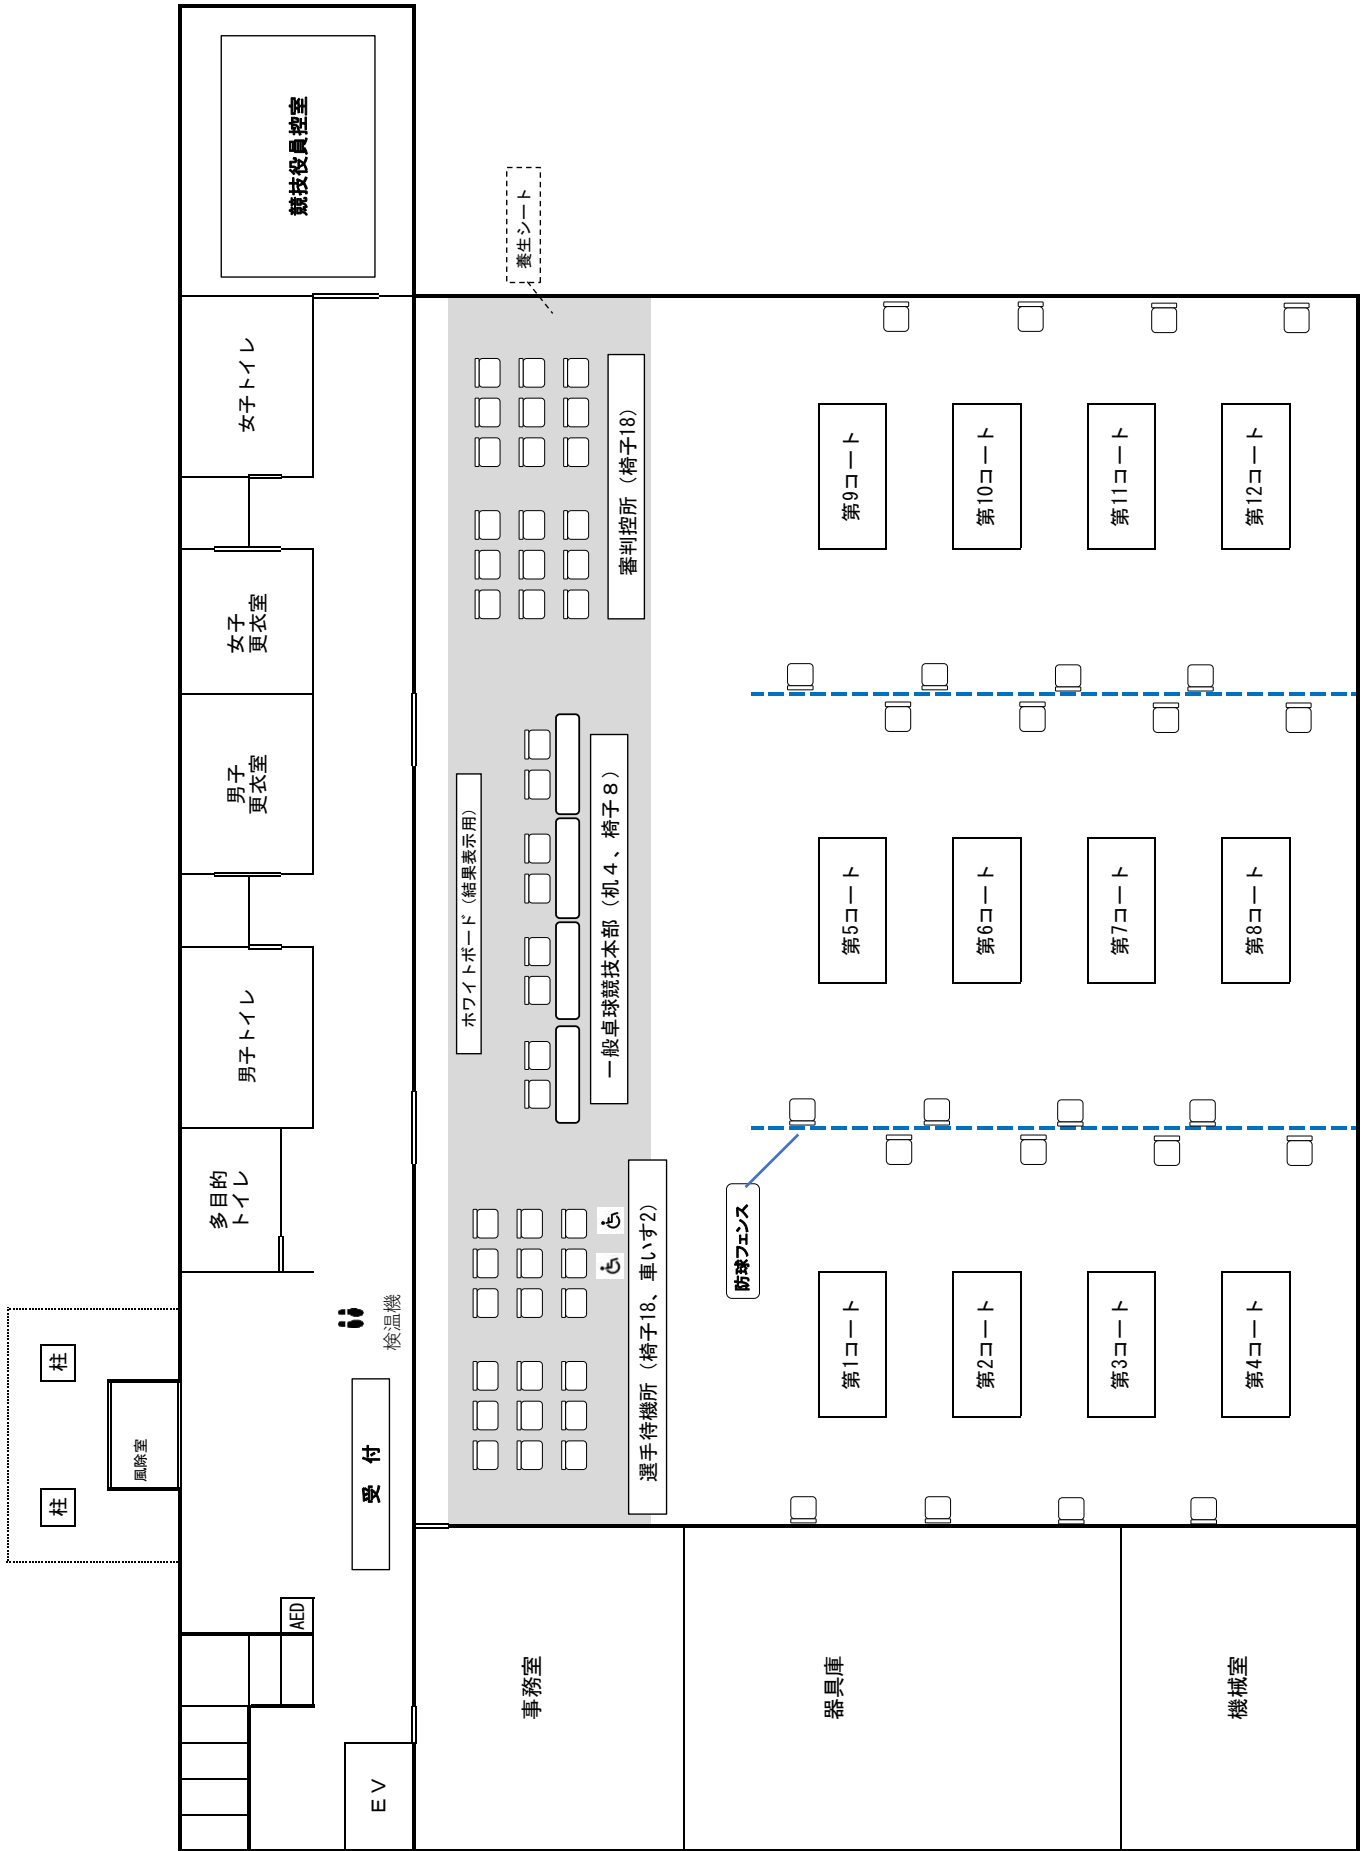 柱
柱
風除室
AED
EV
受 付
検温機
多目的
トイレ
男子トイレ
男子
更衣室
女子
更衣室
女子トイレ
競技役員控室
養生シート
ホワイトボード（結果表示用）
選手待機所（椅子18、車いす2）
一般卓球競技本部（机４、椅子８）
審判控所（椅子18）
防球フェンス
事務室
器具庫
機械室
第1コート
第5コート
第9コート
第2コート
第6コート
第10コート
第3コート
第7コート
第11コート
第4コート
第8コート
第12コート